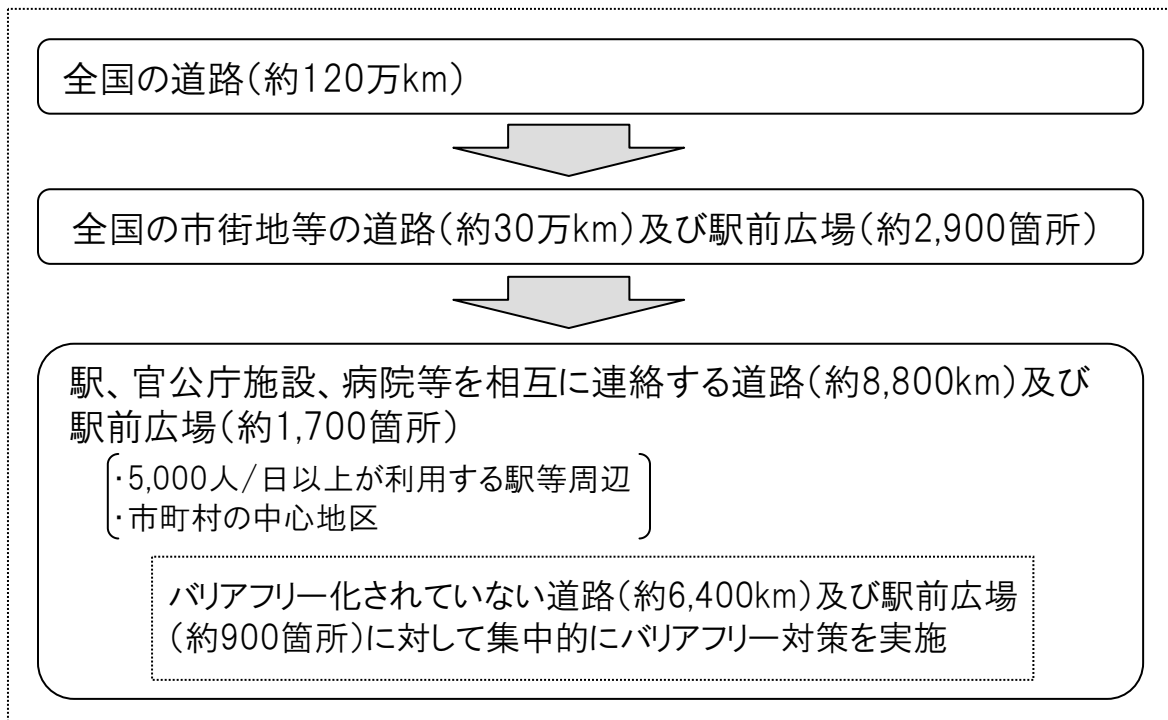 全国の道路(約120万km)
全国の市街地等の道路(約30万km)及び駅前広場(約2,900箇所)
駅、官公庁施設、病院等を相互に連絡する道路(約8,800km)及び
駅前広場(約1,700箇所)
・5,000人/日以上が利用する駅等周辺
・市町村の中心地区
バリアフリー化されていない道路(約6,400km)及び駅前広場
(約900箇所)に対して集中的にバリアフリー対策を実施